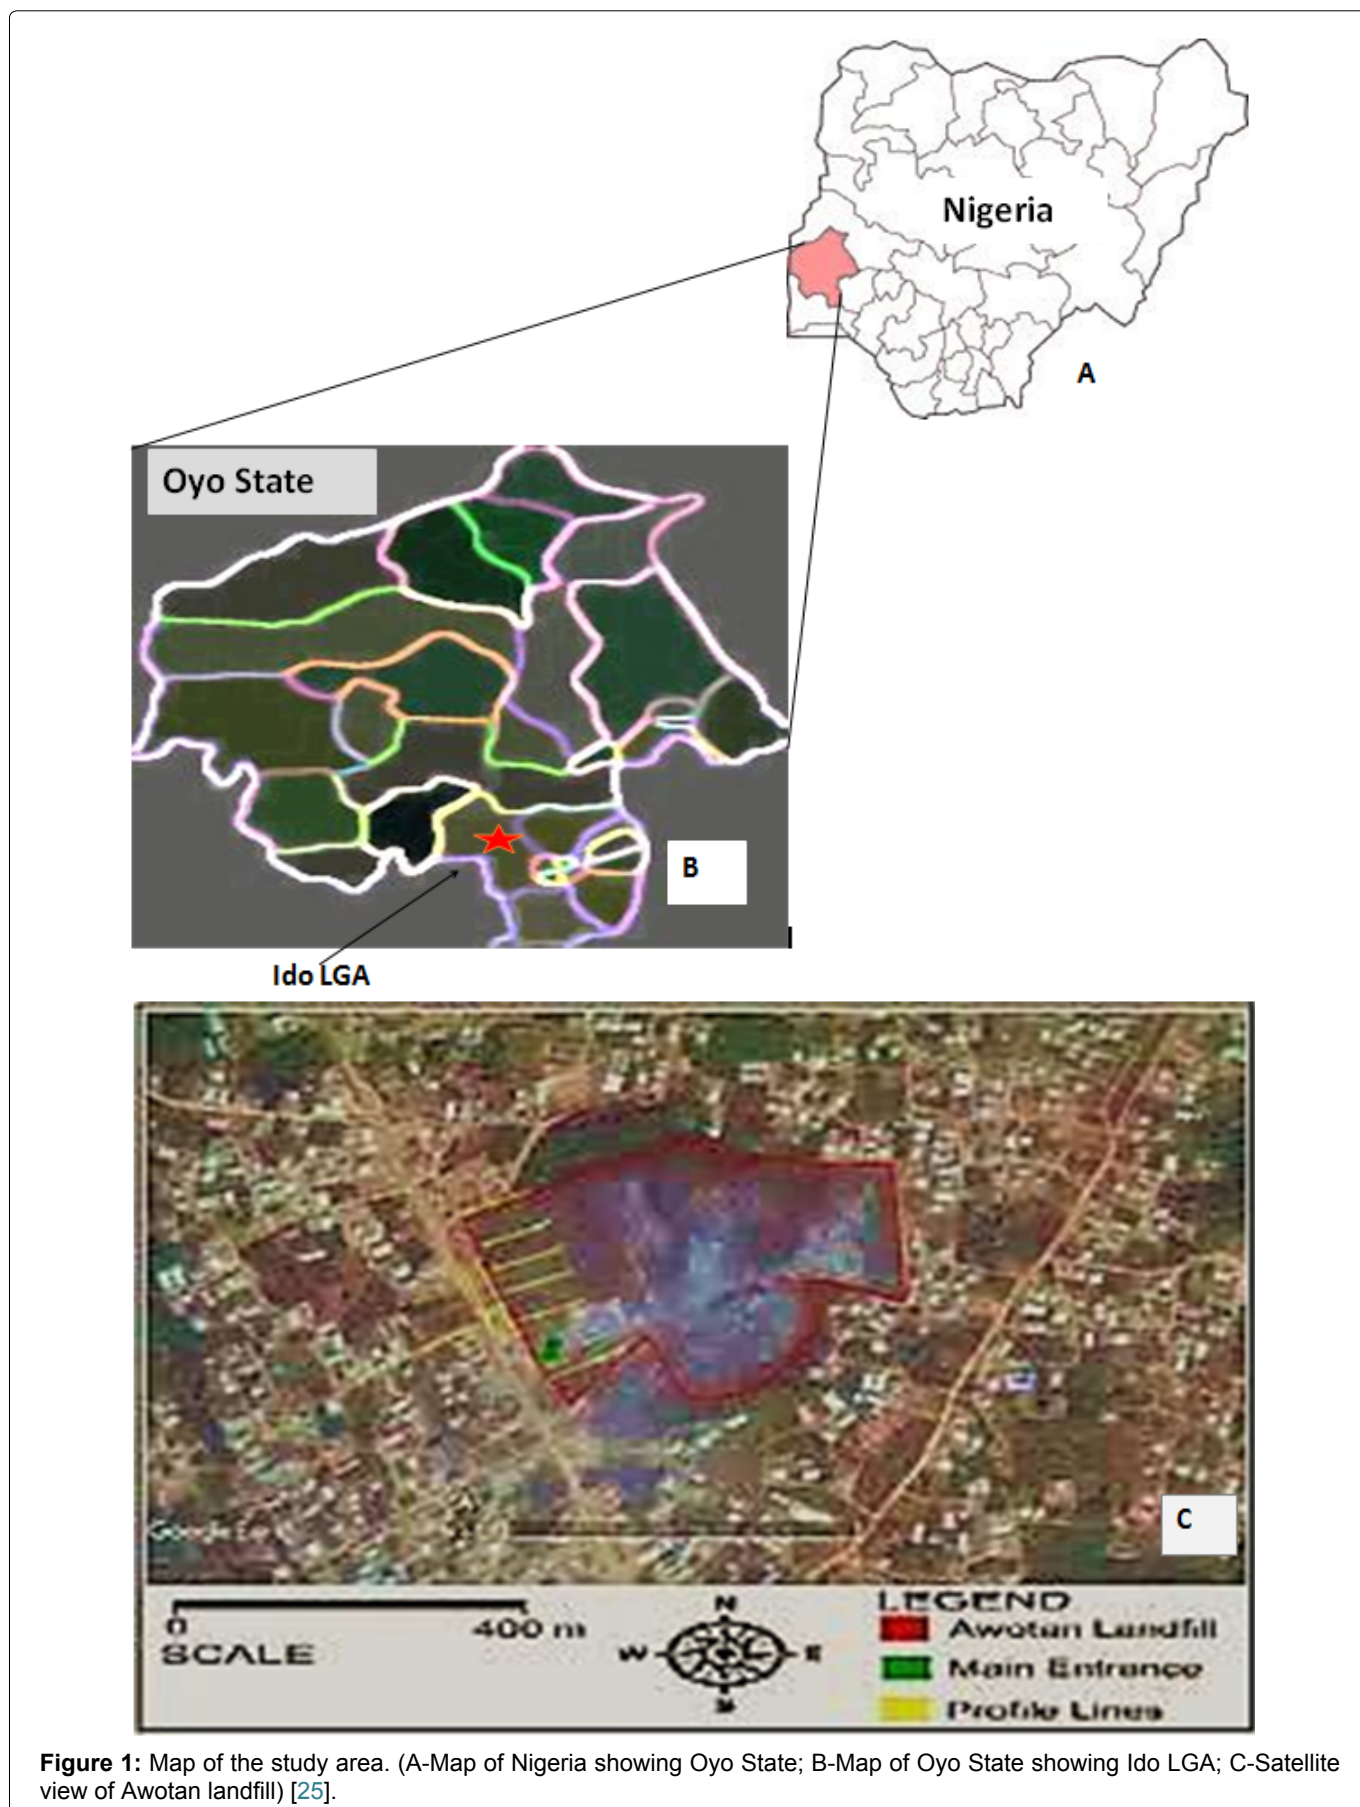 Nigeria
A
Oyo State
B
Ido LGA
C
0
400 m
SCALE
N
W
E
S
LEGEND
Awotan Landfill
Main Entrance
Profile Lines
Figure 1: Map of the study area. (A-Map of Nigeria showing Oyo State; B-Map of Oyo State showing Ido LGA; C-Satellite
view of Awotan landfill) [25].